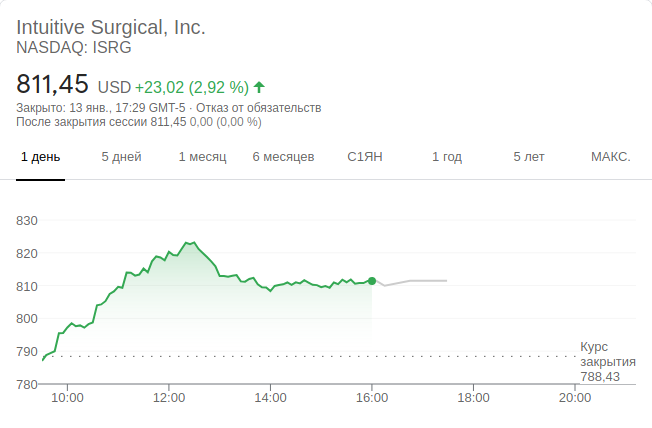 Intuitive Surgical, Inc.
NASDAQ: ISRG
811,45 USD +23,02 (2,92 %)
Закрыто: 13 янв., 17:29 GMT-5 · Отказ от обязательств
После закрытия сессии 811,45 0,00 (0,00 %)
1 день 5 дней 1 месяц 6 месяцев С1ЯН 1 год 5 лет МАКС.
830
820
810
800
790
780
Курс
закрытия
788,43
10:00 12:00 14:00 16:00 18:00 20:00